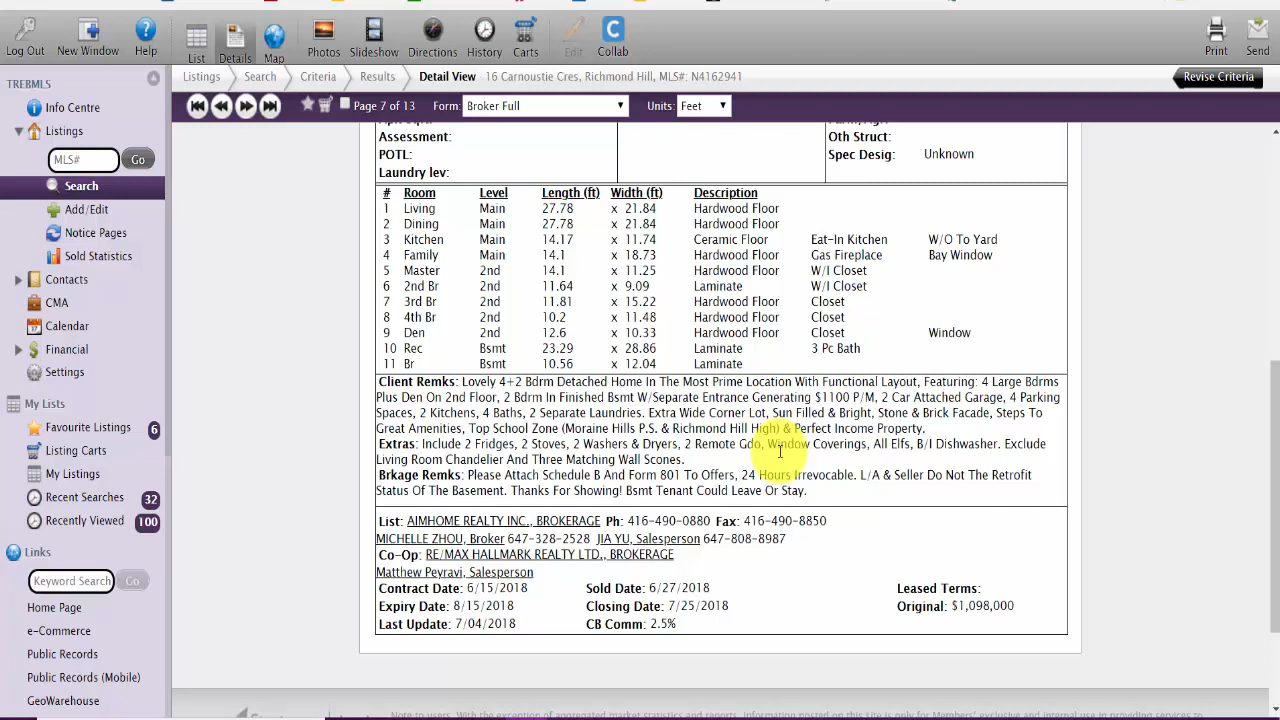 Log Out New Window Help List Details Map Photos Slideshow Directions History Carts Edit Collab Print Send
C
TREBMLS
Listings Search Criteria Results Detail View 16 Carnoustie Cres, Richmond Hill, MLS#: N4162941 Revise Criteria
Info Centre
Listings
MLS# Go
Search
Add/Edit
Notice Pages
Sold Statistics
Contacts
CMA
Calendar
Financial
Settings
My Lists
Favourite Listings 6
Listing Carts
My Listings
Recent Searches 32
Recently Viewed 100
Links
Keyword Search Go
Home Page
e-Commerce
Public Records
Public Records (Mobile)
GeoWarehouse
Page 7 of 13 Form: Broker Full Units: Feet
Assessment: Oth Struct:
POTL: Spec Desig: Unknown
Laundry lev:
# Room Level Length (ft) Width (ft) Description
1 Living Main 27.78 x 21.84 Hardwood Floor
2 Dining Main 27.78 x 21.84 Hardwood Floor
3 Kitchen Main 14.17 x 11.74 Ceramic Floor Eat-In Kitchen W/O To Yard
4 Family Main 14.1 x 18.73 Hardwood Floor Gas Fireplace Bay Window
5 Master 2nd 14.1 x 11.25 Hardwood Floor W/I Closet
6 2nd Br 2nd 11.64 x 9.09 Laminate W/I Closet
7 3rd Br 2nd 11.81 x 15.22 Hardwood Floor Closet
8 4th Br 2nd 10.2 x 11.48 Hardwood Floor Closet
9 Den 2nd 12.6 x 10.33 Hardwood Floor Closet Window
10 Rec Bsmt 23.29 x 28.86 Laminate 3 Pc Bath
11 Br Bsmt 10.56 x 12.04 Laminate
Client Remks: Lovely 4+2 Bdrm Detached Home In The Most Prime Location With Functional Layout, Featuring: 4 Large Bdrms
Plus Den On 2nd Floor, 2 Bdrm In Finished Bsmt W/Separate Entrance Generating $1100 P/M, 2 Car Attached Garage, 4 Parking
Spaces, 2 Kitchens, 4 Baths, 2 Separate Laundries. Extra Wide Corner Lot, Sun Filled & Bright, Stone & Brick Facade, Steps To
Great Amenities, Top School Zone (Moraine Hills P.S. & Richmond Hill High) & Perfect Income Property.
Extras: Include 2 Fridges, 2 Stoves, 2 Washers & Dryers, 2 Remote Gdo, Window Coverings, All Elfs, B/I Dishwasher. Exclude
Living Room Chandelier And Three Matching Wall Scones.
Brkage Remks: Please Attach Schedule B And Form 801 To Offers, 24 Hours Irrevocable. L/A & Seller Do Not The Retrofit
Status Of The Basement. Thanks For Showing! Bsmt Tenant Could Leave Or Stay.
List: AIMHOME REALTY INC., BROKERAGE Ph: 416-490-0880 Fax: 416-490-8850
MICHELLE ZHOU, Broker 647-328-2528 JIA YU, Salesperson 647-808-8987
Co-Op: RE/MAX HALLMARK REALTY LTD., BROKERAGE
Matthew Peyravi, Salesperson
Contract Date: 6/15/2018 Sold Date: 6/27/2018 Leased Terms:
Expiry Date: 8/15/2018 Closing Date: 7/25/2018 Original: $1,098,000
Last Update: 7/04/2018 CB Comm: 2.5%